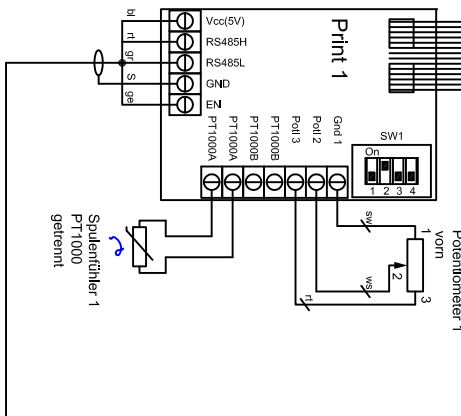 bl
rt
gr
S
ge
Vcc(5V)
RS485H
RS485L
GND
EN
Print 1
PT1000A
PT1000A
PT1000B
PT1000B
Poti 3
Poti 2
Gnd 1
SW1
On
1 2 3 4
sw
ws
rt
1
2
3
Potentiometer 1
vorn
Spulenfühler 1
PT1000
getrennt